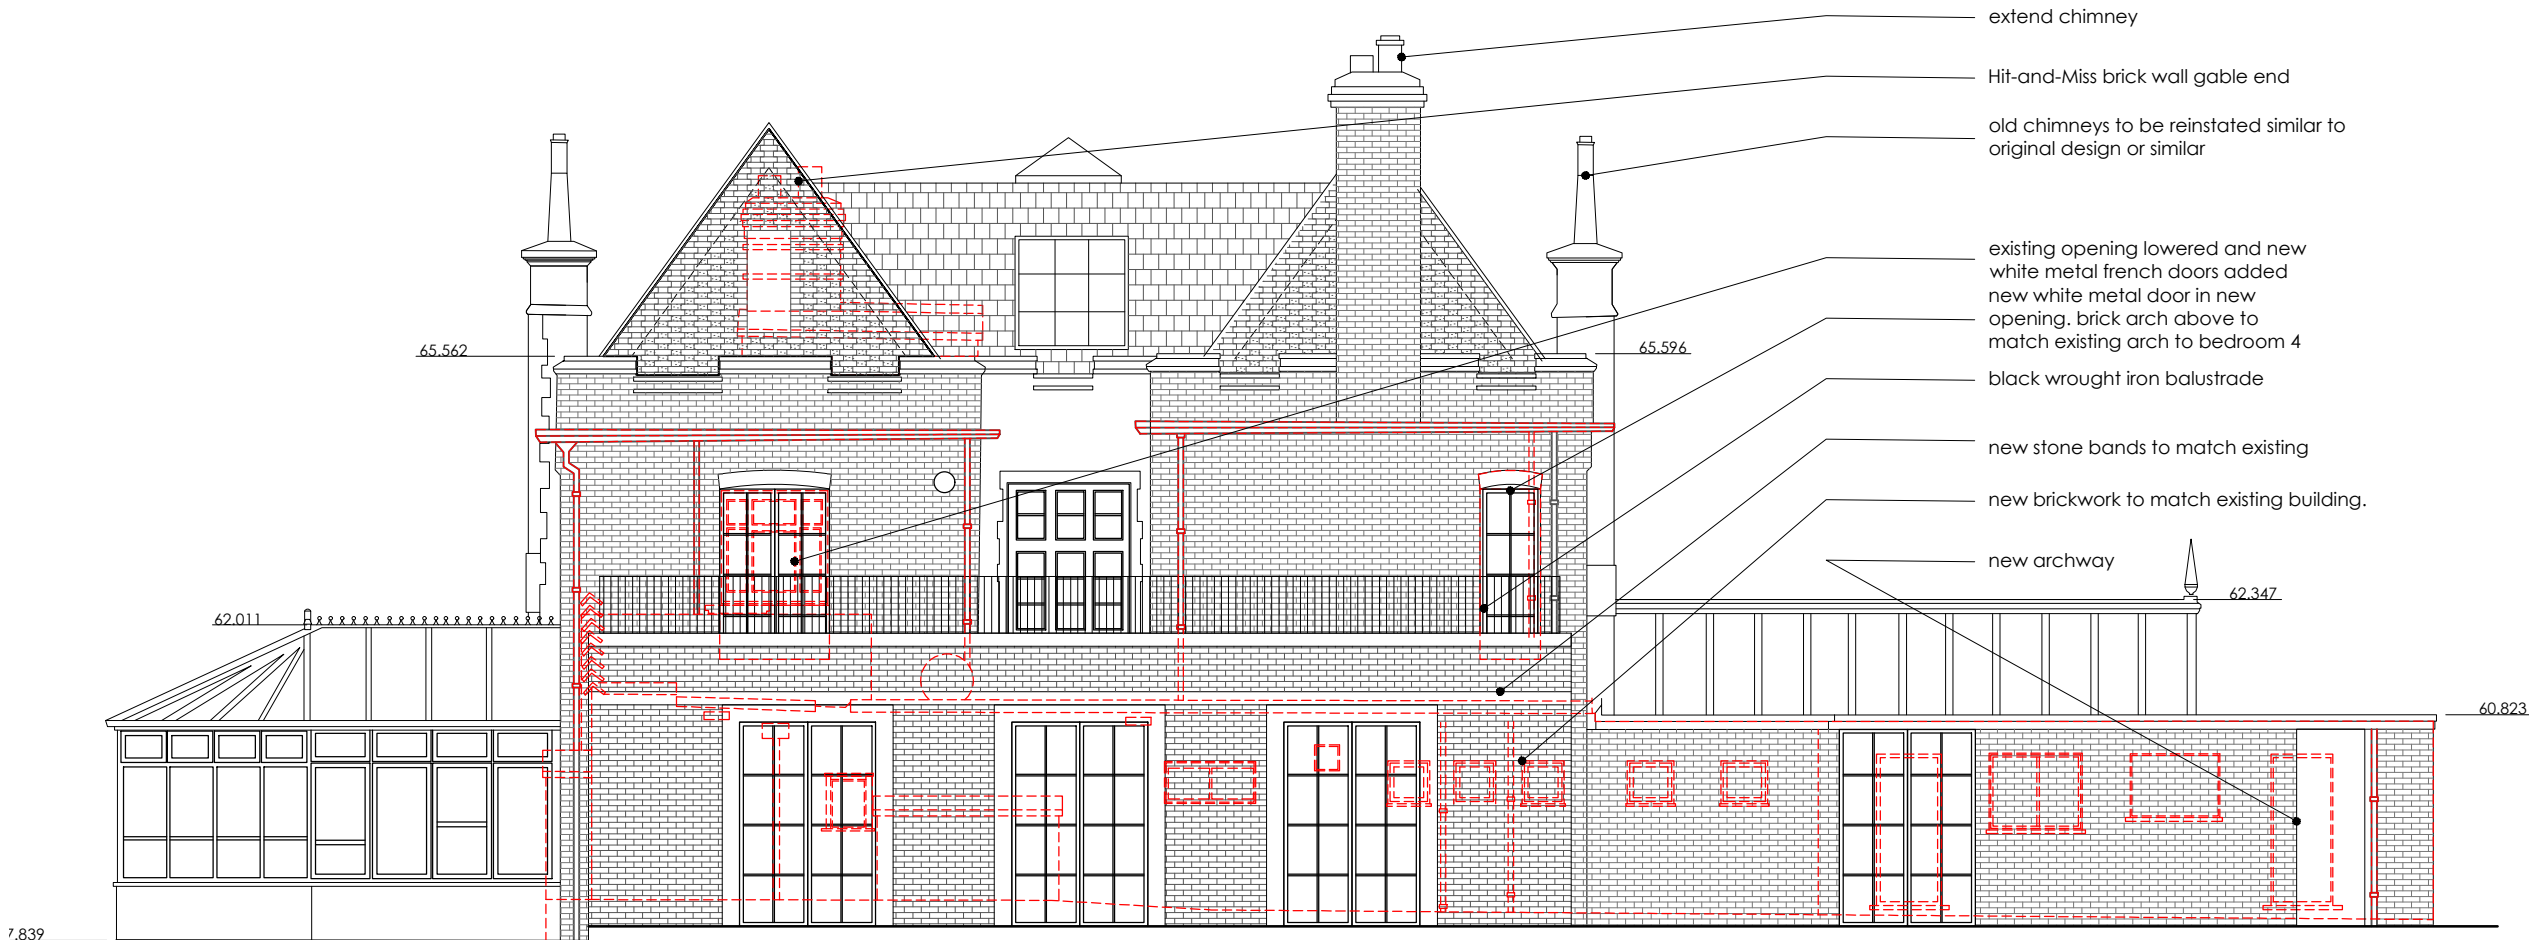 extend chimney
Hit-and-Miss brick wall gable end
old chimneys to be reinstated similar to
original design or similar
existing opening lowered and new
white metal french doors added
new white metal door in new
opening. brick arch above to
match existing arch to bedroom 4
65.562
65.596
black wrought iron balustrade
new stone bands to match existing
new brickwork to match existing building.
new archway
62.011
62.347
60.823
7.839